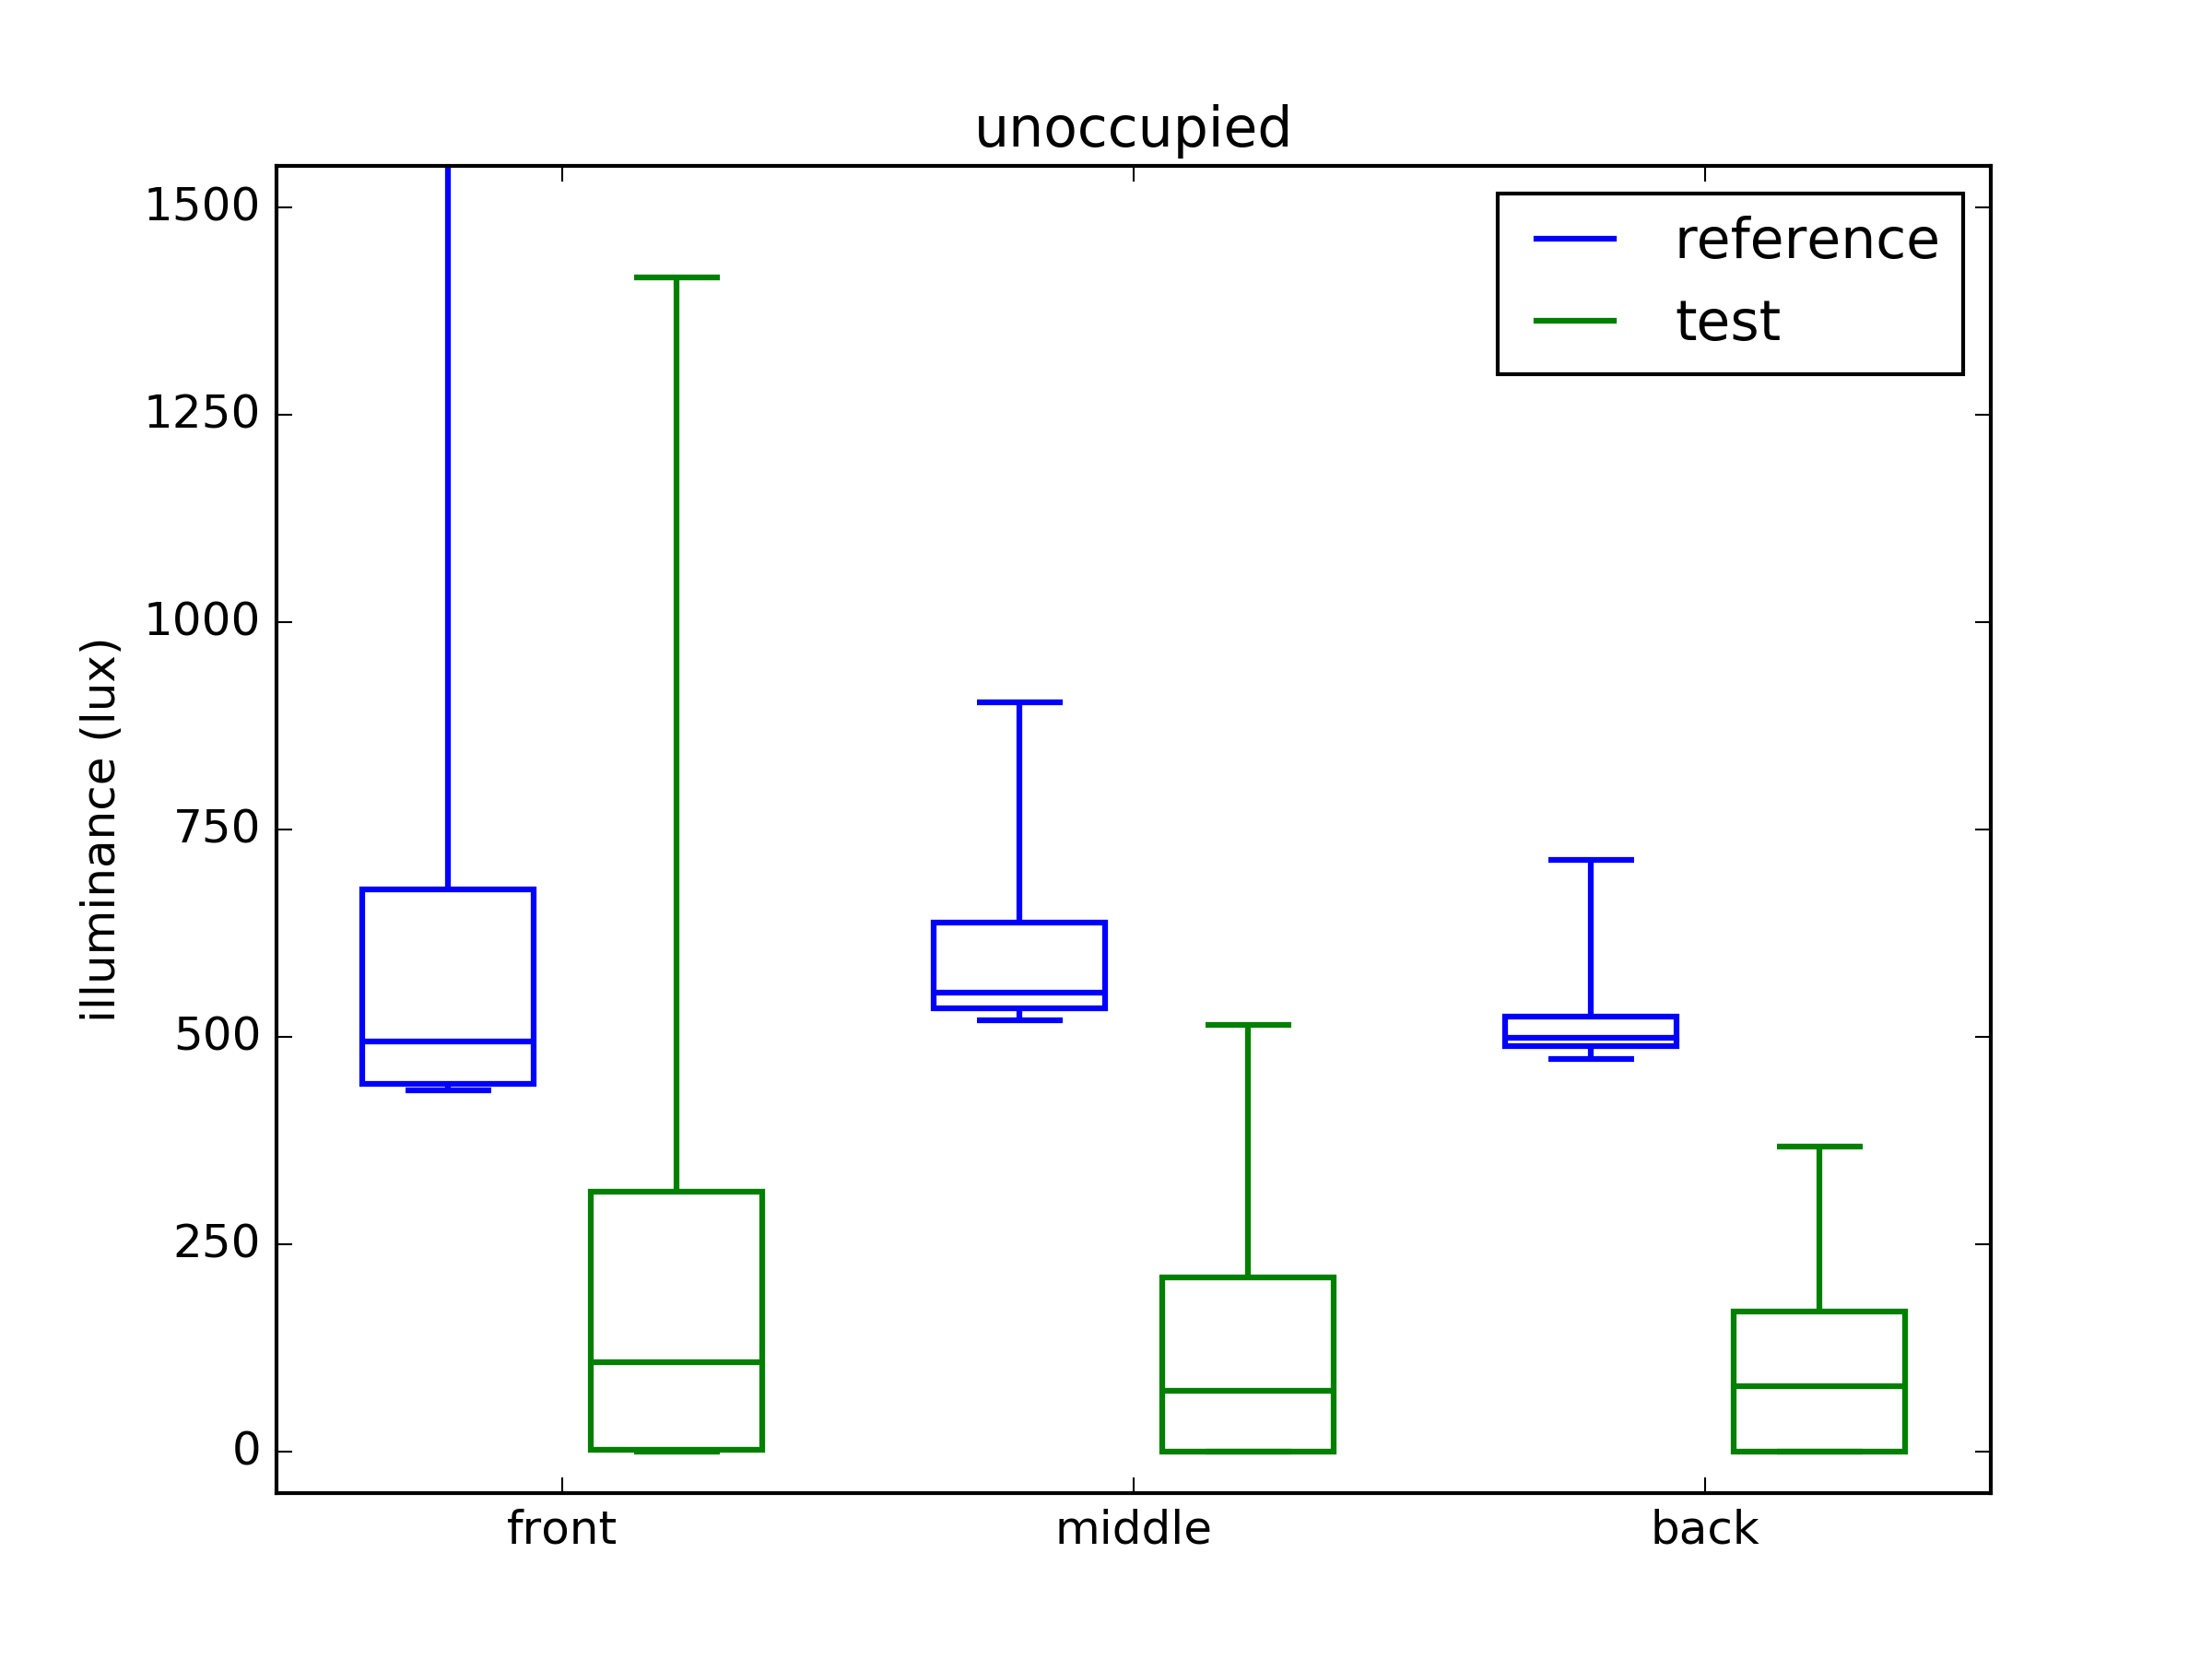 unoccupied
illuminance (lux)
1500
1250
1000
750
500
250
0
reference
test
front
middle
back